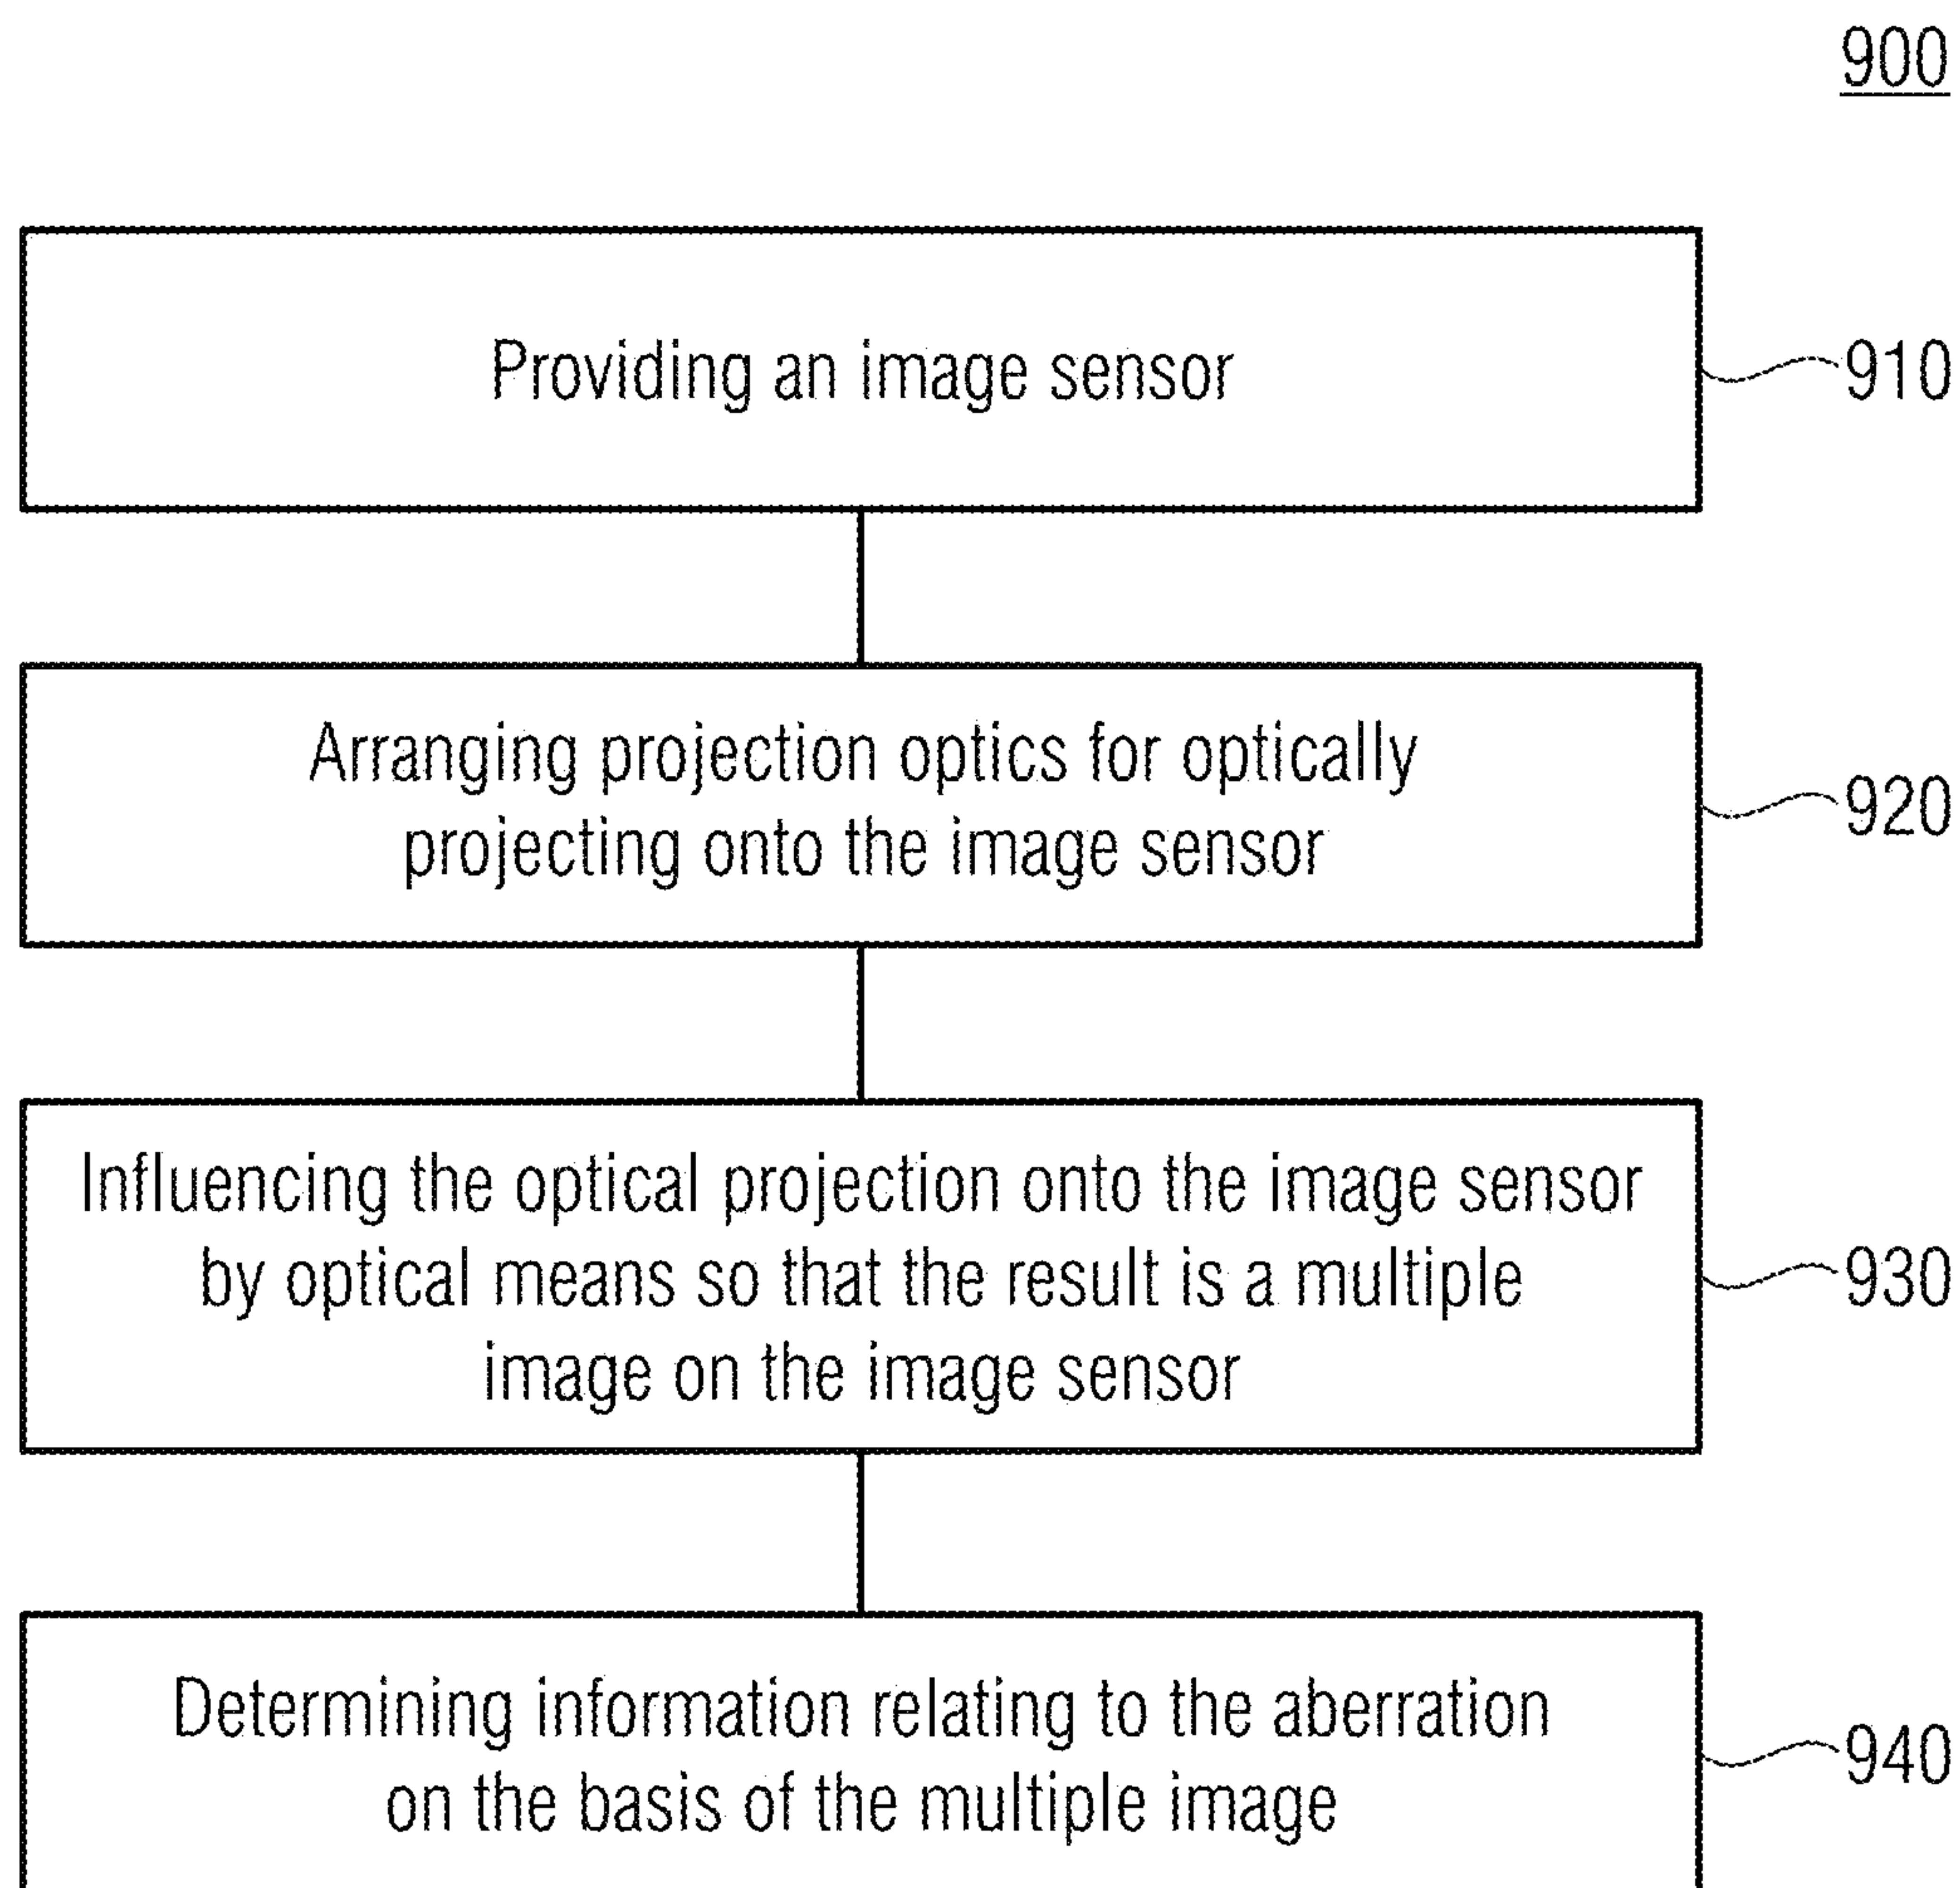 900
Providing an image sensor
910
Arranging projection optics for optically
projecting onto the image sensor
920
Influencing the optical projection onto the image sensor
by optical means so that the result is a multiple
image on the image sensor
930
Determining information relating to the aberration
on the basis of the multiple image
940